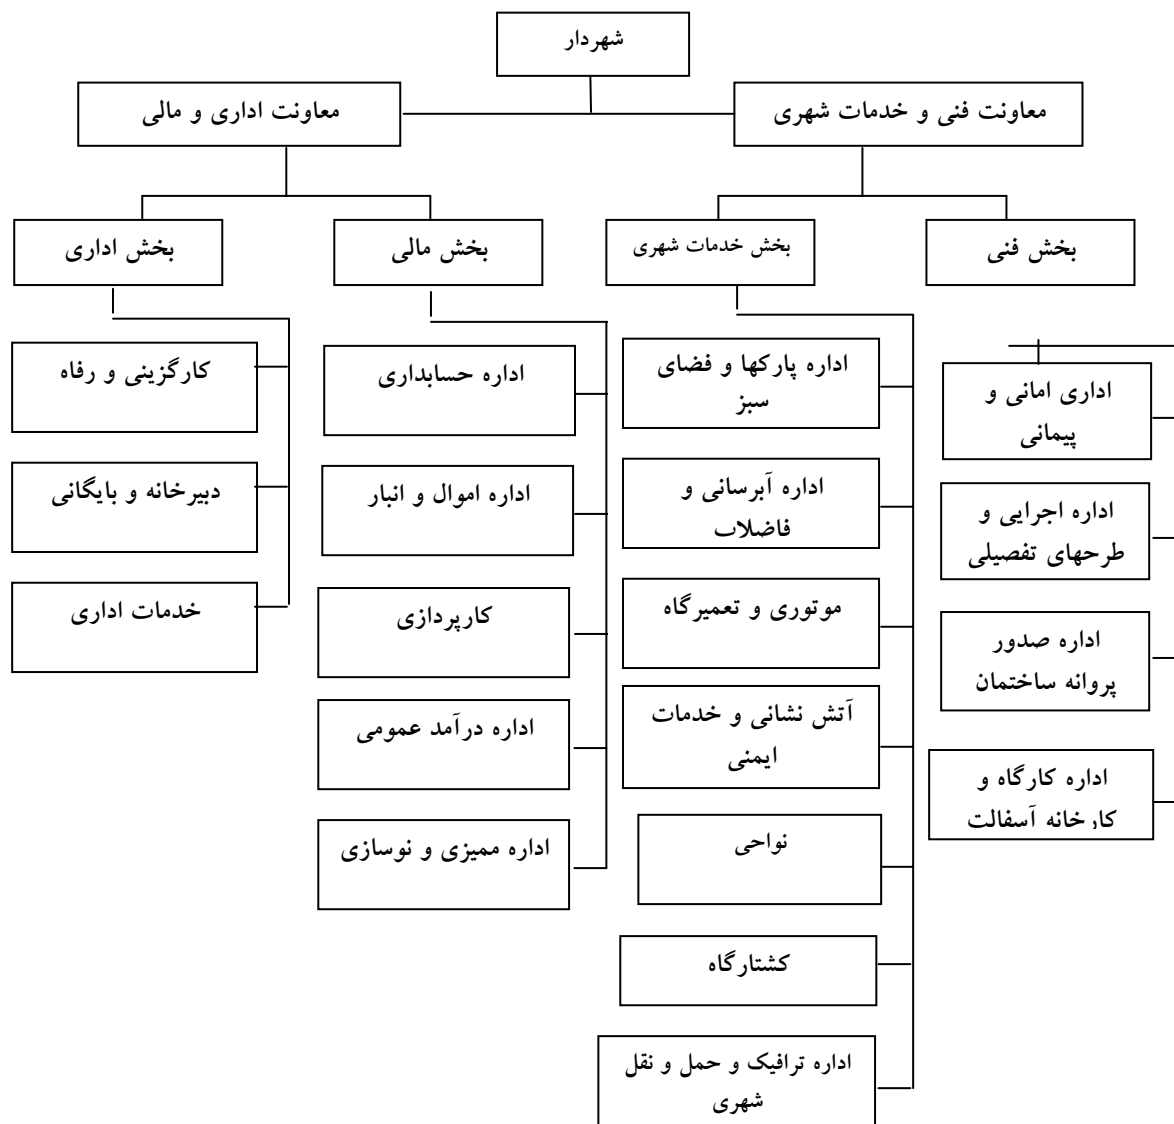 شهردار
معاونت فنی و خدمات شهری
معاونت اداری و مالی
بخش فنی
بخش خدمات شهری
بخش مالی
بخش اداری
اداری امانی و
پیمانی
اداره اجرایی و
طرحهای تفصیلی
اداره صدور
پروانه ساختمان
اداره کارگاه و
کارخانه آسفالت
اداره پارکها و فضای
سبز
اداره آبرسانی و
فاضلاب
موتوری و تعمیرگاه
آتش نشانی و خدمات
ایمنی
نواحی
کشتارگاه
اداره ترافیک و حمل و نقل
شهری
اداره حسابداری
اداره اموال و انبار
کارپردازی
اداره درآمد عمومی
اداره ممیزی و نوسازی
کارگزینی و رفاه
دبیرخانه و بایگانی
خدمات اداری